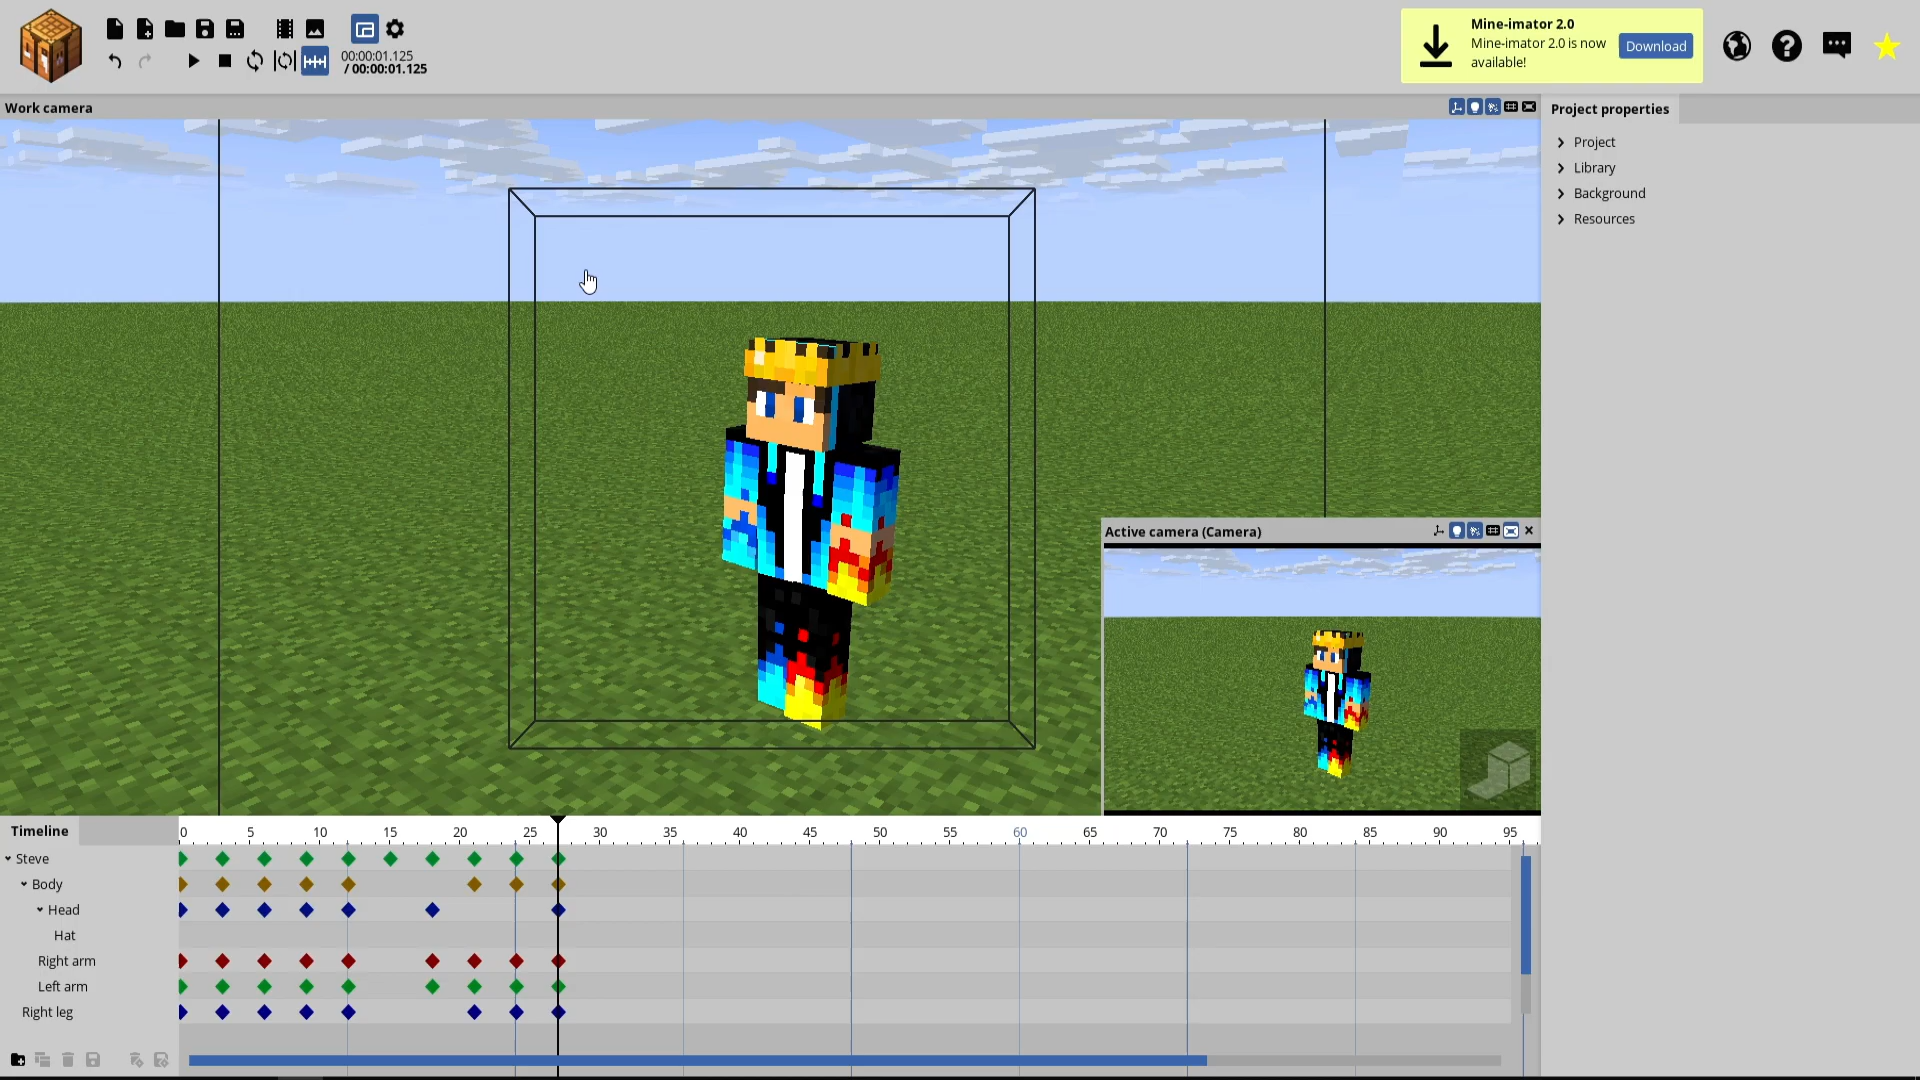 00:00:01.125
/ 00:00:01.125
Mine-imator 2.0
Mine-imator 2.0 is now
available!
Download
Work camera
Project properties
Project
Library
Background
Resources
Active camera (Camera)
Timeline
0 5 10 15 20 25 30 35 40 45 50 55 60 65 70 75 80 85 90 95
Steve
Body
Head
Hat
Right arm
Left arm
Right leg